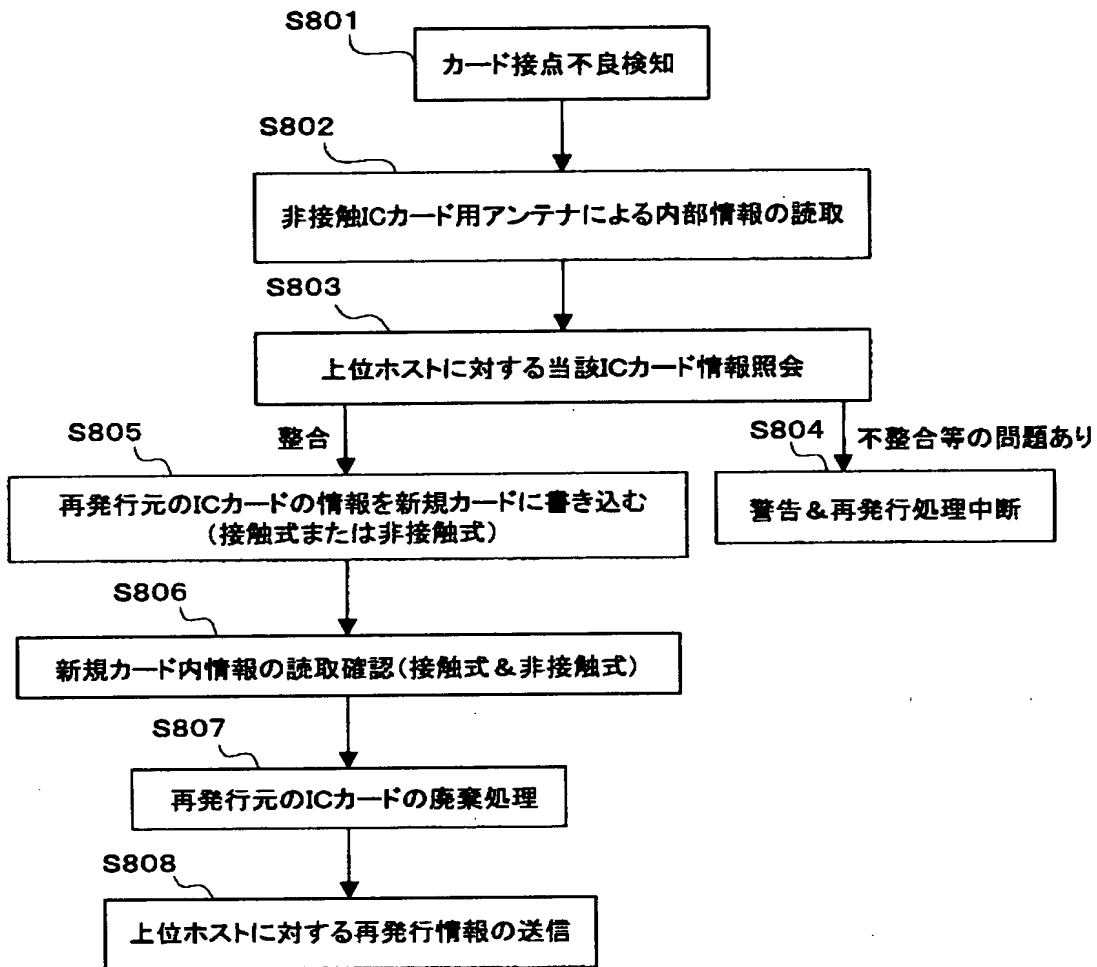 S801
カード接点不良検知
S802
非接触ICカード用アンテナによる内部情報の読取
S803
上位ホストに対する当該ICカード情報照会
整合
S804
不整合等の問題あり
警告&再発行処理中断
S805
再発行元のICカードの情報を新規カードに書き込む
(接触式または非接触式)
S806
新規カード内情報の読取確認(接触式&非接触式)
S807
再発行元のICカードの廃棄処理
S808
上位ホストに対する再発行情報の送信